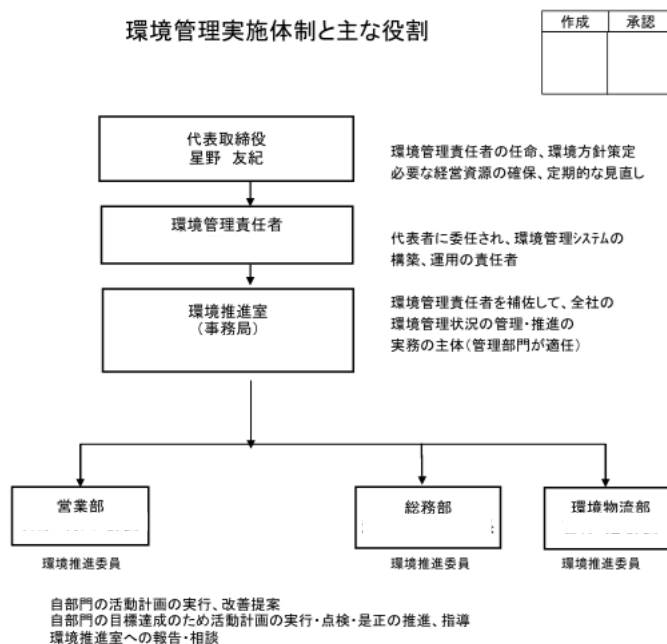 環境管理実施体制と主な役割
作成 承認
代表取締役
星野 友紀
環境管理責任者の任命、環境方針策定
必要な経営資源の確保、定期的な見直し
環境管理責任者
代表者に委任され、環境管理システムの
構築、運用の責任者
環境推進室
(事務局)
環境管理責任者を補佐して、全社の
環境管理状況の管理・推進の
実務の主体(管理部門が適任)
営業部
総務部
環境物流部
環境推進委員
環境推進委員
環境推進委員
自部門の活動計画の実行、改善提案
自部門の目標達成のため活動計画の実行・点検・是正の推進、指導
環境推進室への報告・相談